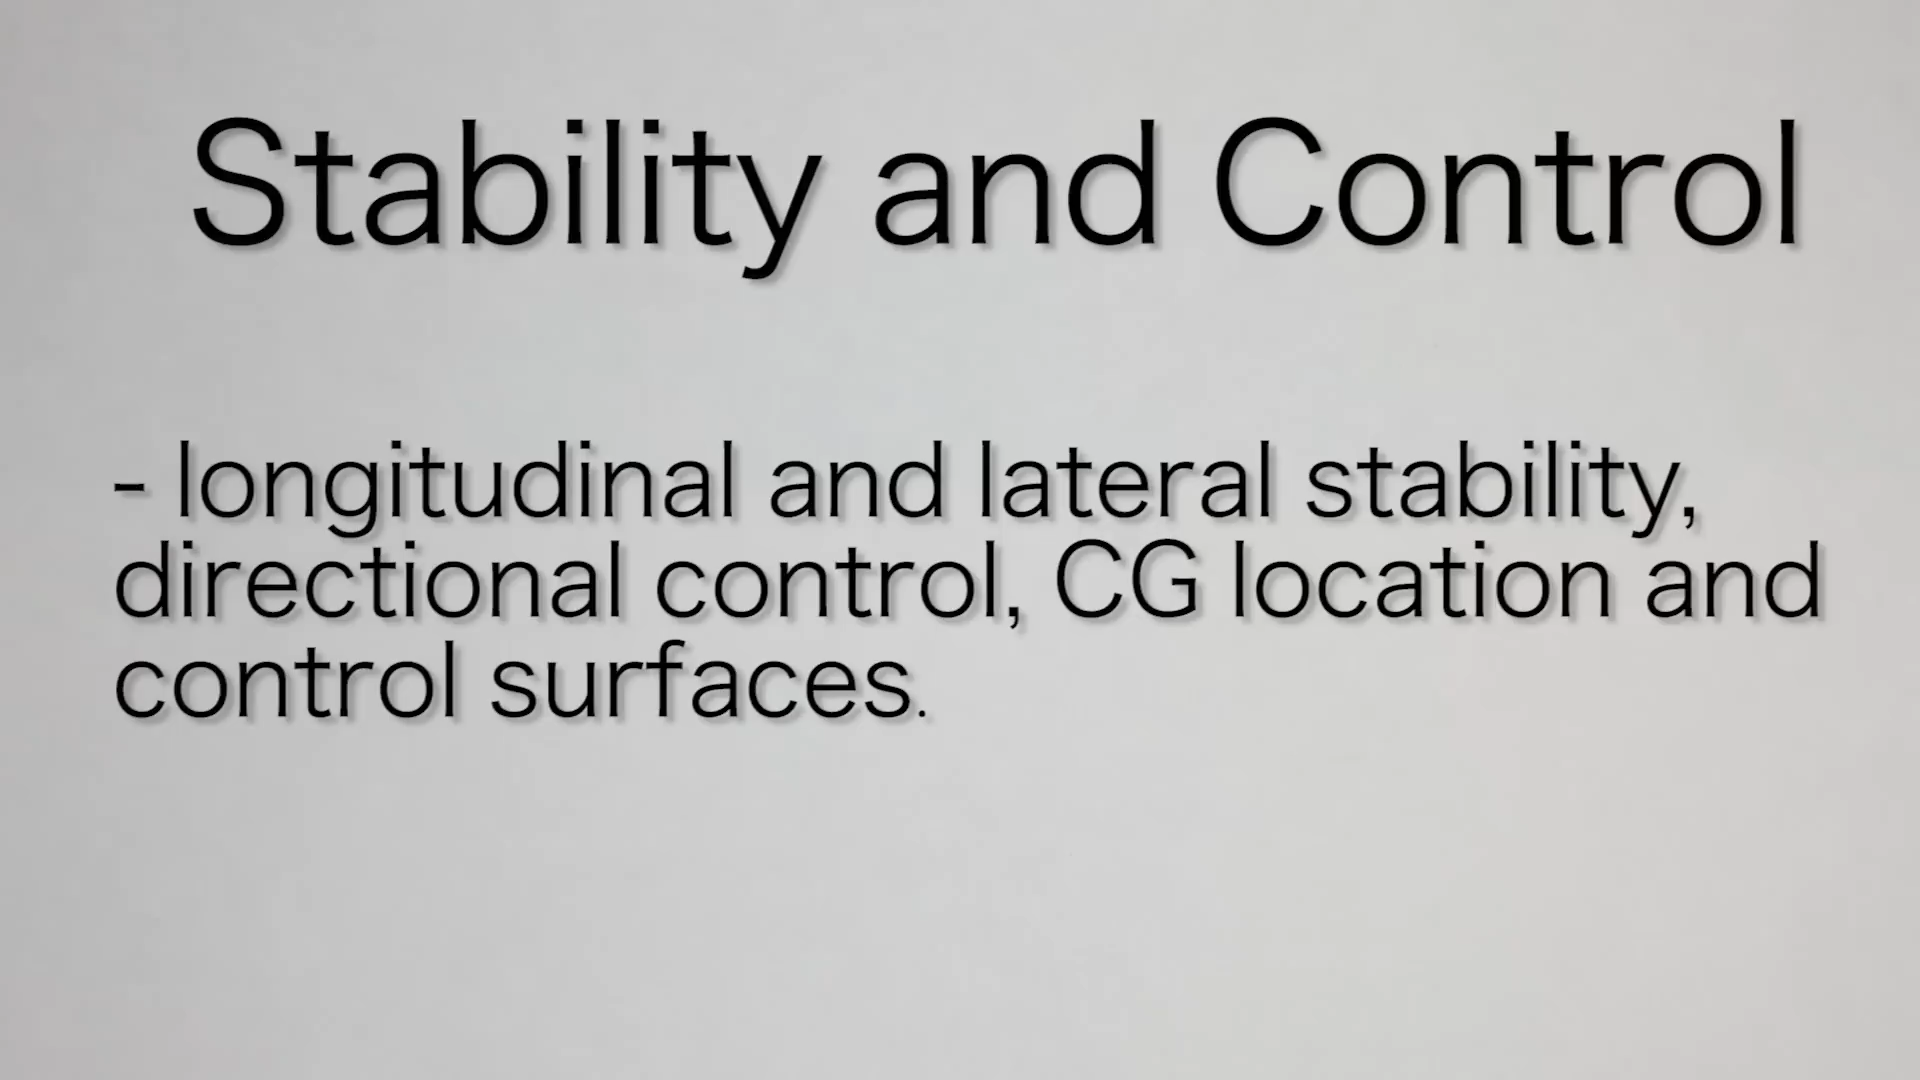 Stability and Control
- longitudinal and lateral stability,
directional control, CG location and
control surfaces.